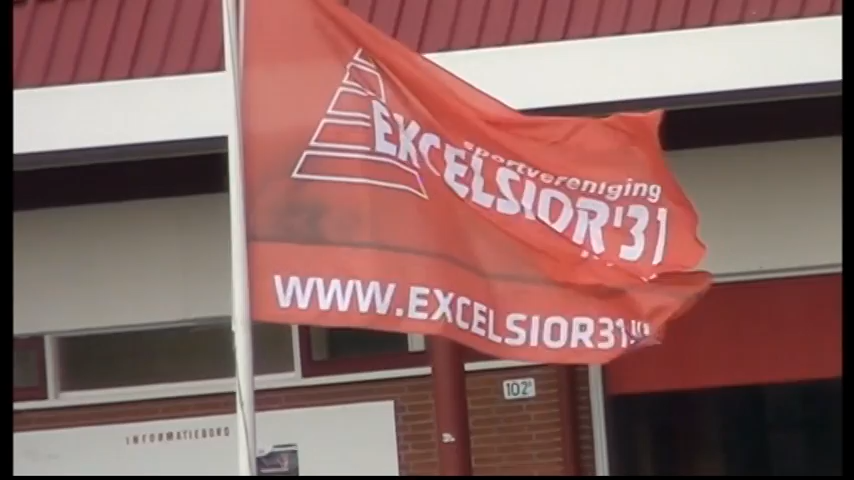 sportvereniging
EXCELSIOR'31
WWW.EXCELSIOR31.
102
INFORMATIEBORD